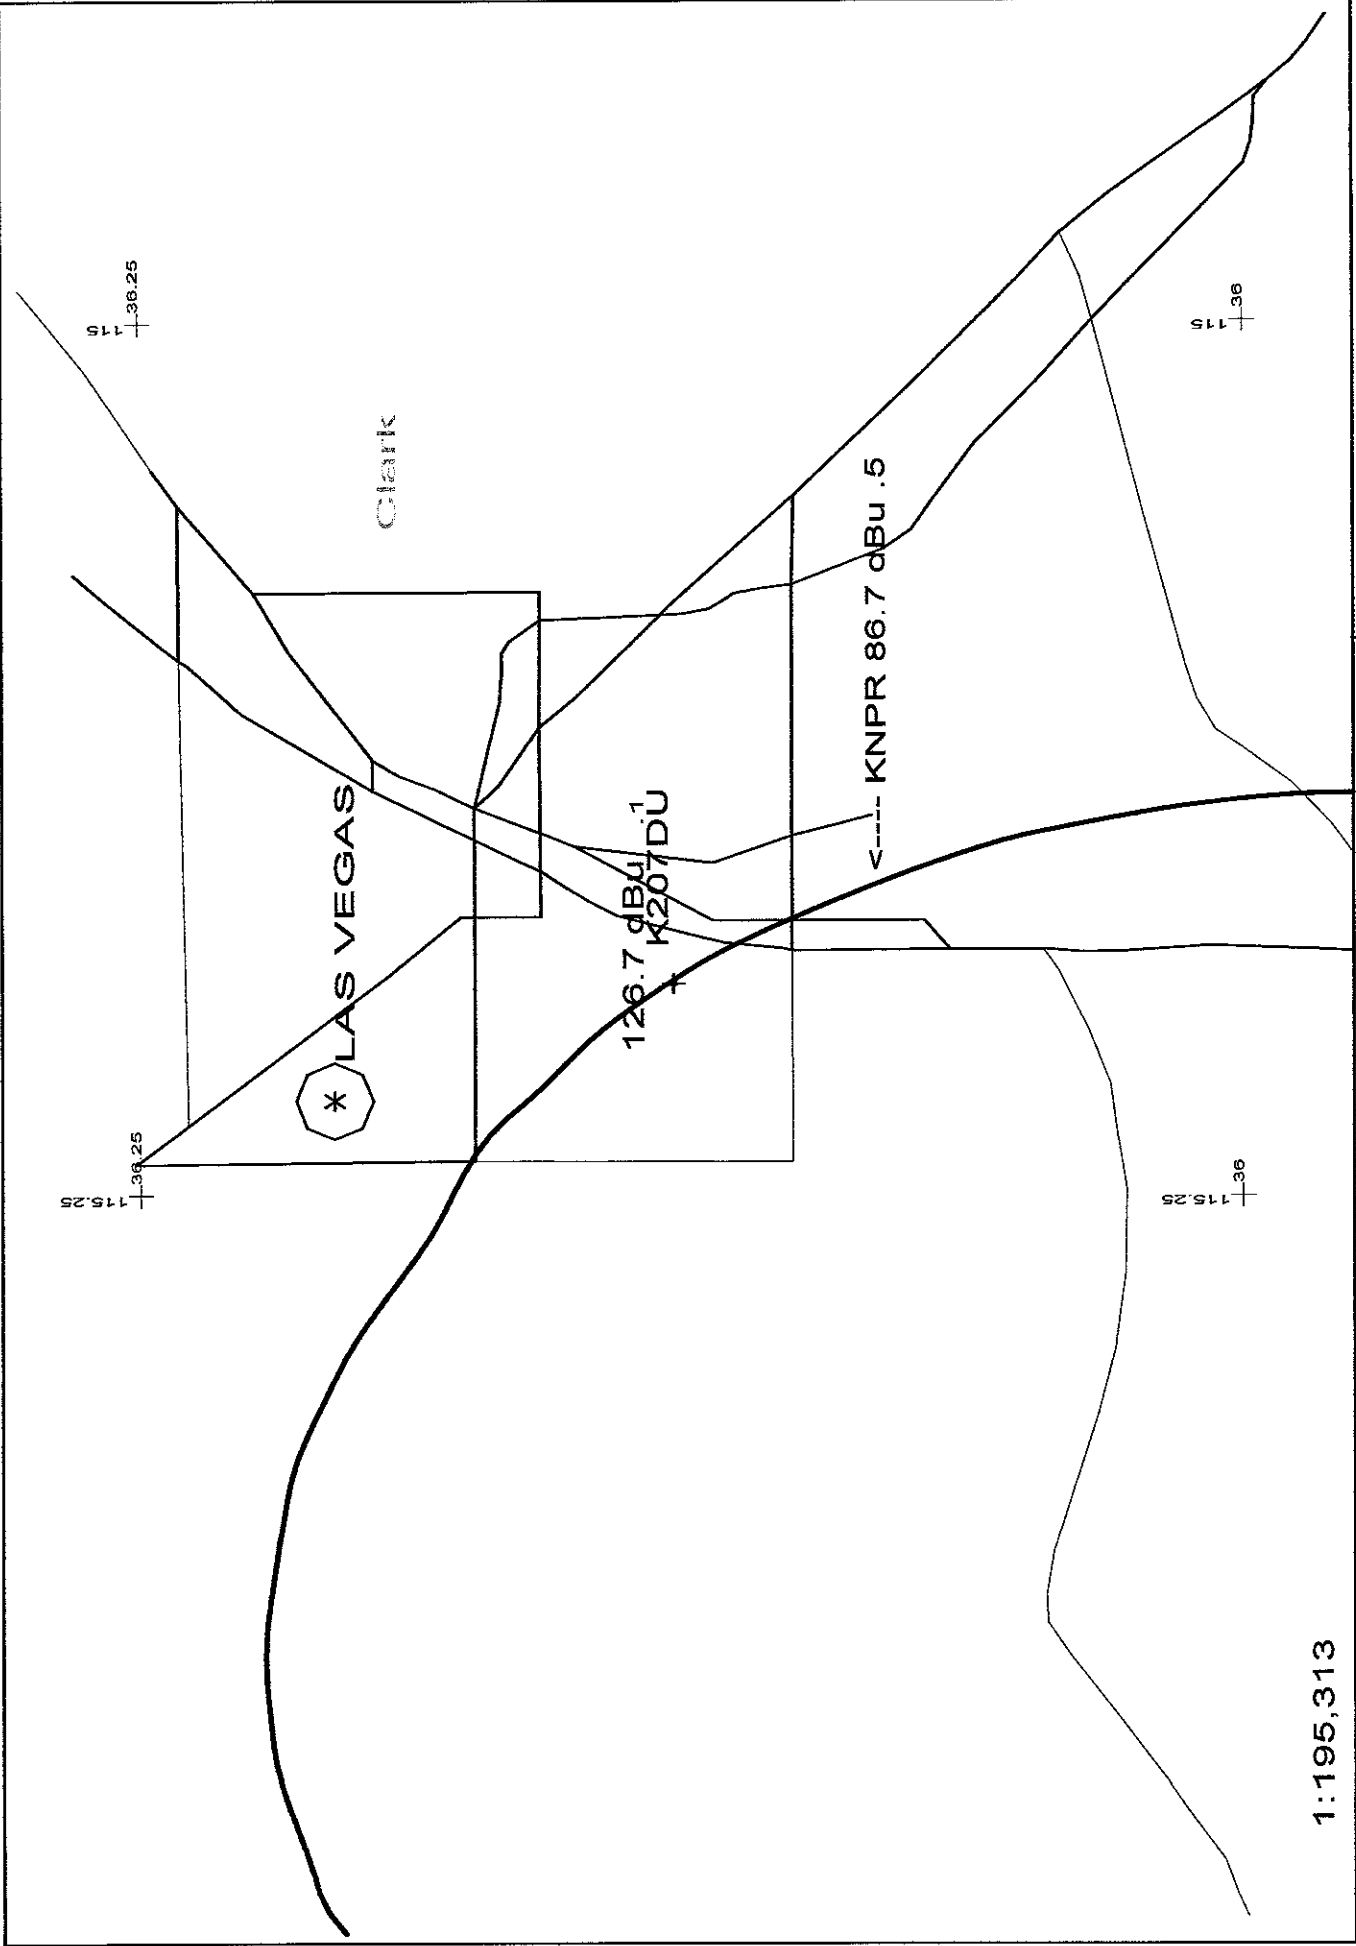 115
36.25
Clark
115
36
LAS VEGAS
*
<---- KNPR 86.7 dBu .5
126.7 dBu .1
K207DU
115.25
36.25
115.25
36
1:195,313